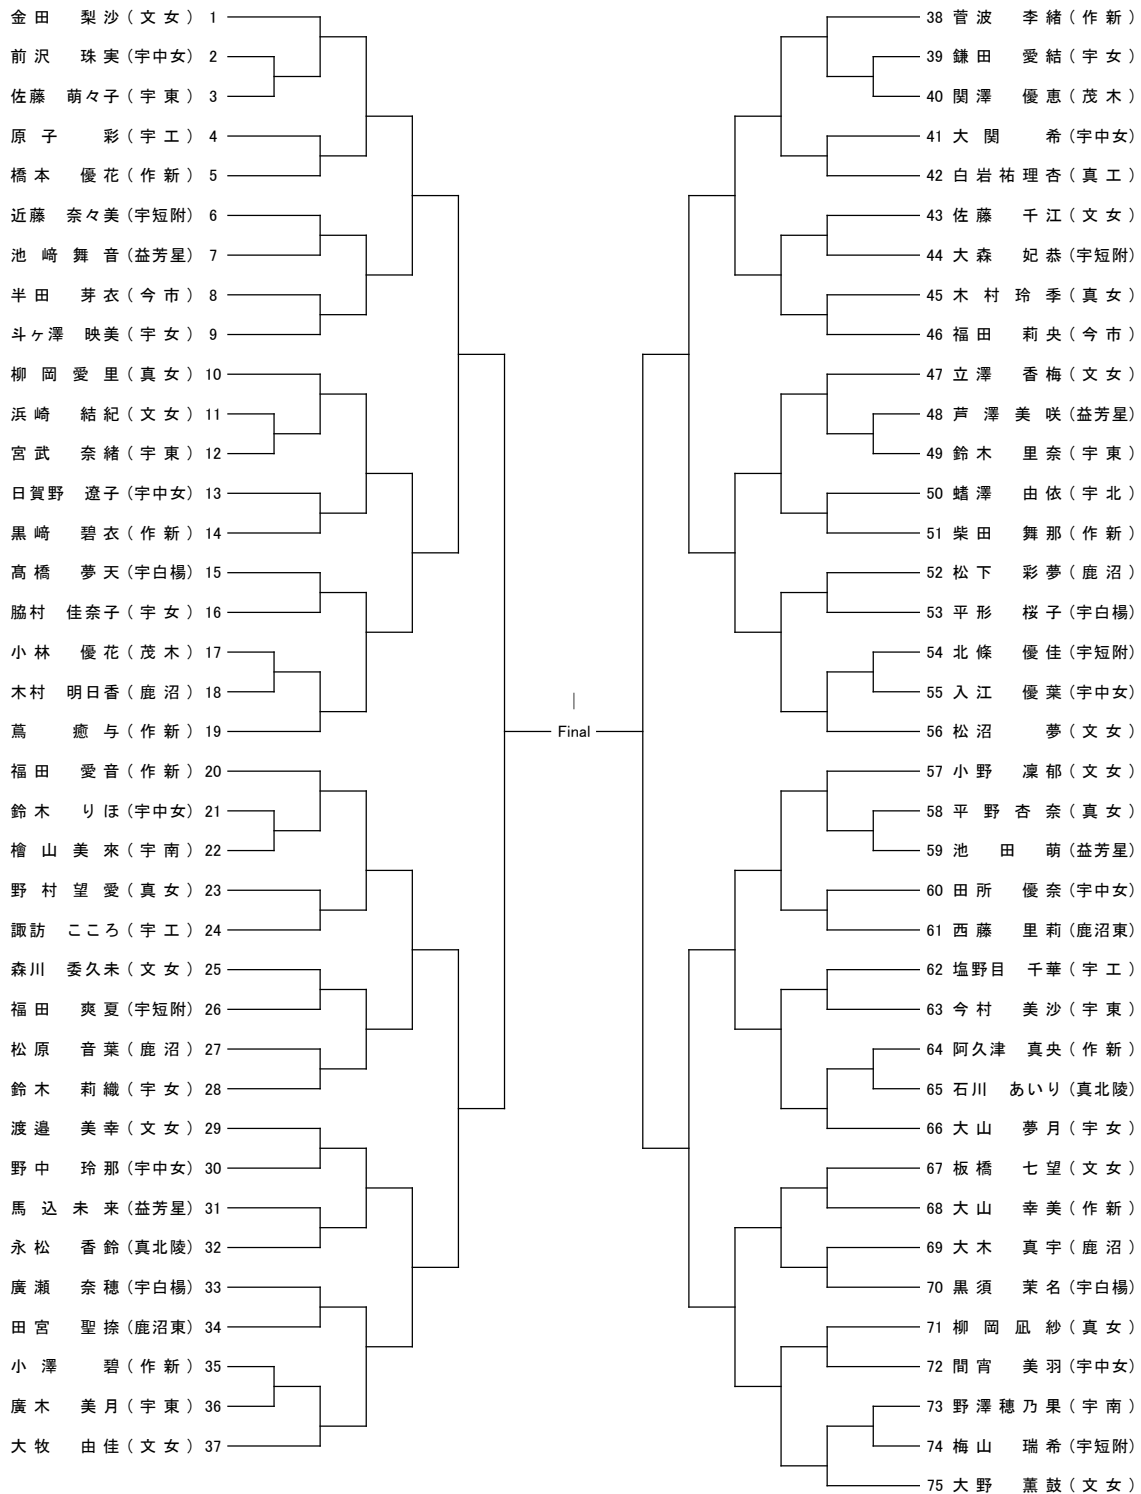 金田 梨沙(文女) 1
前沢 珠実(宇中女) 2
佐藤 萌々子(宇東) 3
原子 彩(宇工) 4
橋本 優花(作新) 5
近藤 奈々美(宇短附) 6
池﨑舞音(益芳星) 7
半田 芽衣(今市) 8
斗ヶ澤 映美(宇女) 9
柳岡愛里(真女) 10
浜崎 結紀(文女) 11
宮武 奈緒(宇東) 12
日賀野 遼子(宇中女) 13
黒﨑 碧衣(作新) 14
髙橋 夢天(宇白楊) 15
脇村 佳奈子(宇女) 16
小林 優花(茂木) 17
木村 明日香(鹿沼) 18
蔦 癒与(作新) 19
福田 愛音(作新) 20
鈴木 りほ(宇中女) 21
檜山美來(宇南) 22
野村望愛(真女) 23
諏訪 こころ(宇工) 24
森川 委久未(文女) 25
福田 爽夏(宇短附) 26
松原 音葉(鹿沼) 27
鈴木 莉織(宇女) 28
渡邉 美幸(文女) 29
野中 玲那(宇中女) 30
馬込未来(益芳星) 31
永松 香鈴(真北陵) 32
廣瀬 奈穂(宇白楊) 33
田宮 聖捺(鹿沼東) 34
小澤 碧(作新) 35
廣木 美月(宇東) 36
大牧 由佳(文女) 37
Final
38 菅波 李緒(作新)
39 鎌田 愛結(宇女)
40 関澤 優恵(茂木)
41 大関 希(宇中女)
42 白岩祐理杏(真工)
43 佐藤 千江(文女)
44 大森 妃恭(宇短附)
45 木村玲季(真女)
46 福田 莉央(今市)
47 立澤 香梅(文女)
48 芦澤美咲(益芳星)
49 鈴木 里奈(宇東)
50 蟮澤 由依(宇北)
51 柴田 舞那(作新)
52 松下 彩夢(鹿沼)
53 平形 桜子(宇白楊)
54 北條 優佳(宇短附)
55 入江 優葉(宇中女)
56 松沼 夢(文女)
57 小野 凜郁(文女)
58 平野杏奈(真女)
59 池田萌(益芳星)
60 田所 優奈(宇中女)
61 西藤 里莉(鹿沼東)
62 塩野目 千華(宇工)
63 今村 美沙(宇東)
64 阿久津 真央(作新)
65 石川 あいり(真北陵)
66 大山 夢月(宇女)
67 板橋 七望(文女)
68 大山 幸美(作新)
69 大木 真宇(鹿沼)
70 黒須 茉名(宇白楊)
71 柳岡凪紗(真女)
72 間宵 美羽(宇中女)
73 野澤穂乃果(宇南)
74 梅山 瑞希(宇短附)
75 大野 薫鼓(文女)